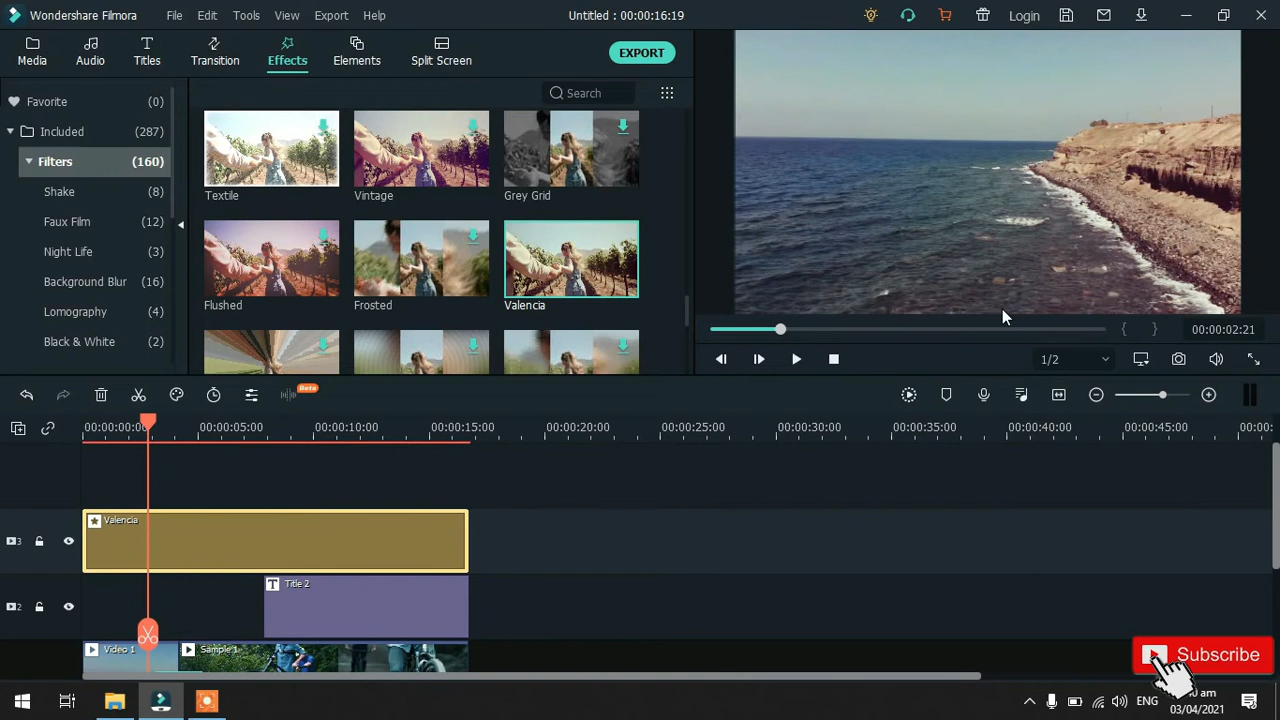 Wondershare Filmora File Edit Tools View Export Help Untitled : 00:00:16:19 Login
Media Audio Titles Transition Effects Elements Split Screen EXPORT
Favorite (0)
Included (287)
Filters (160)
Shake (8)
Faux Film (12)
Night Life (3)
Background Blur (16)
Lomography (4)
Black & White (2)
Search
Textile Vintage Grey Grid
Flushed Frosted Valencia
00:00:02:21
1/2
Beta
00:00:00:00 00:00:05:00 00:00:10:00 00:00:15:00 00:00:20:00 00:00:25:00 00:00:30:00 00:00:35:00 00:00:40:00 00:00:45:00 00:00:
Valencia
3
T Title 2
2
Video 1 Sample 1
Subscribe
ENG
am
03/04/2021